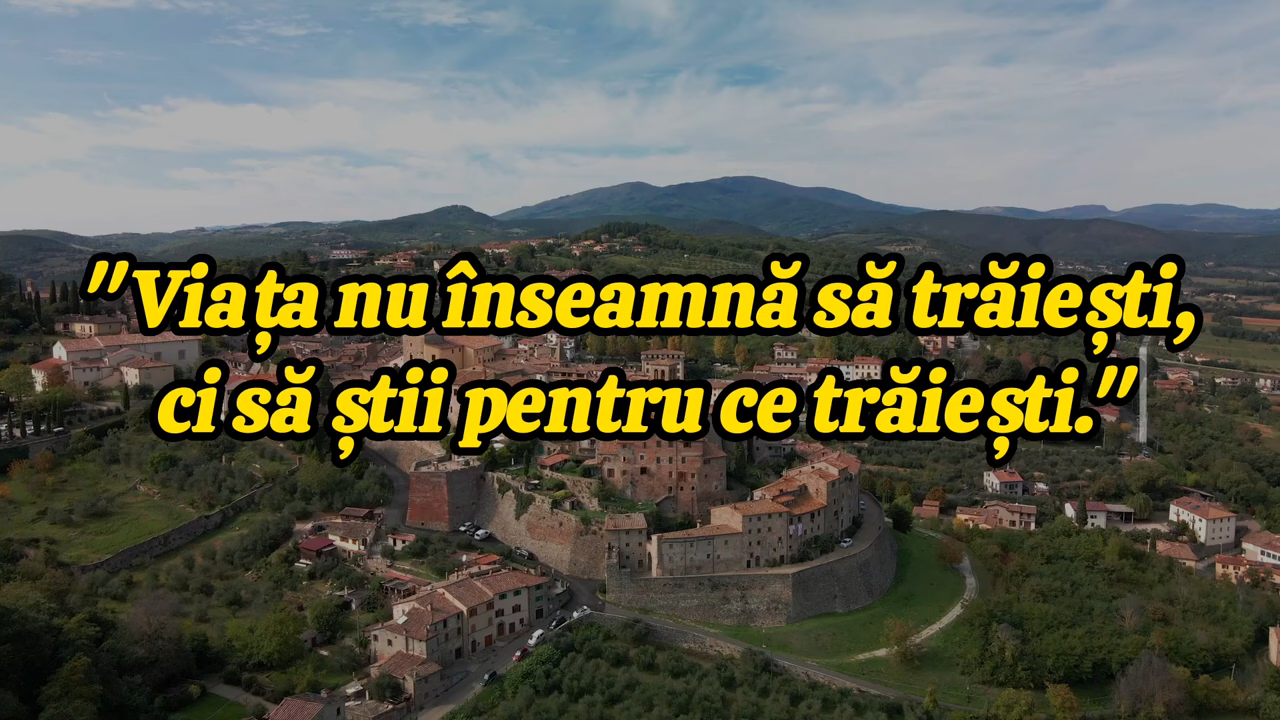 "Viața nu înseamnă să trăiești,
ci să știi pentru ce trăiești."